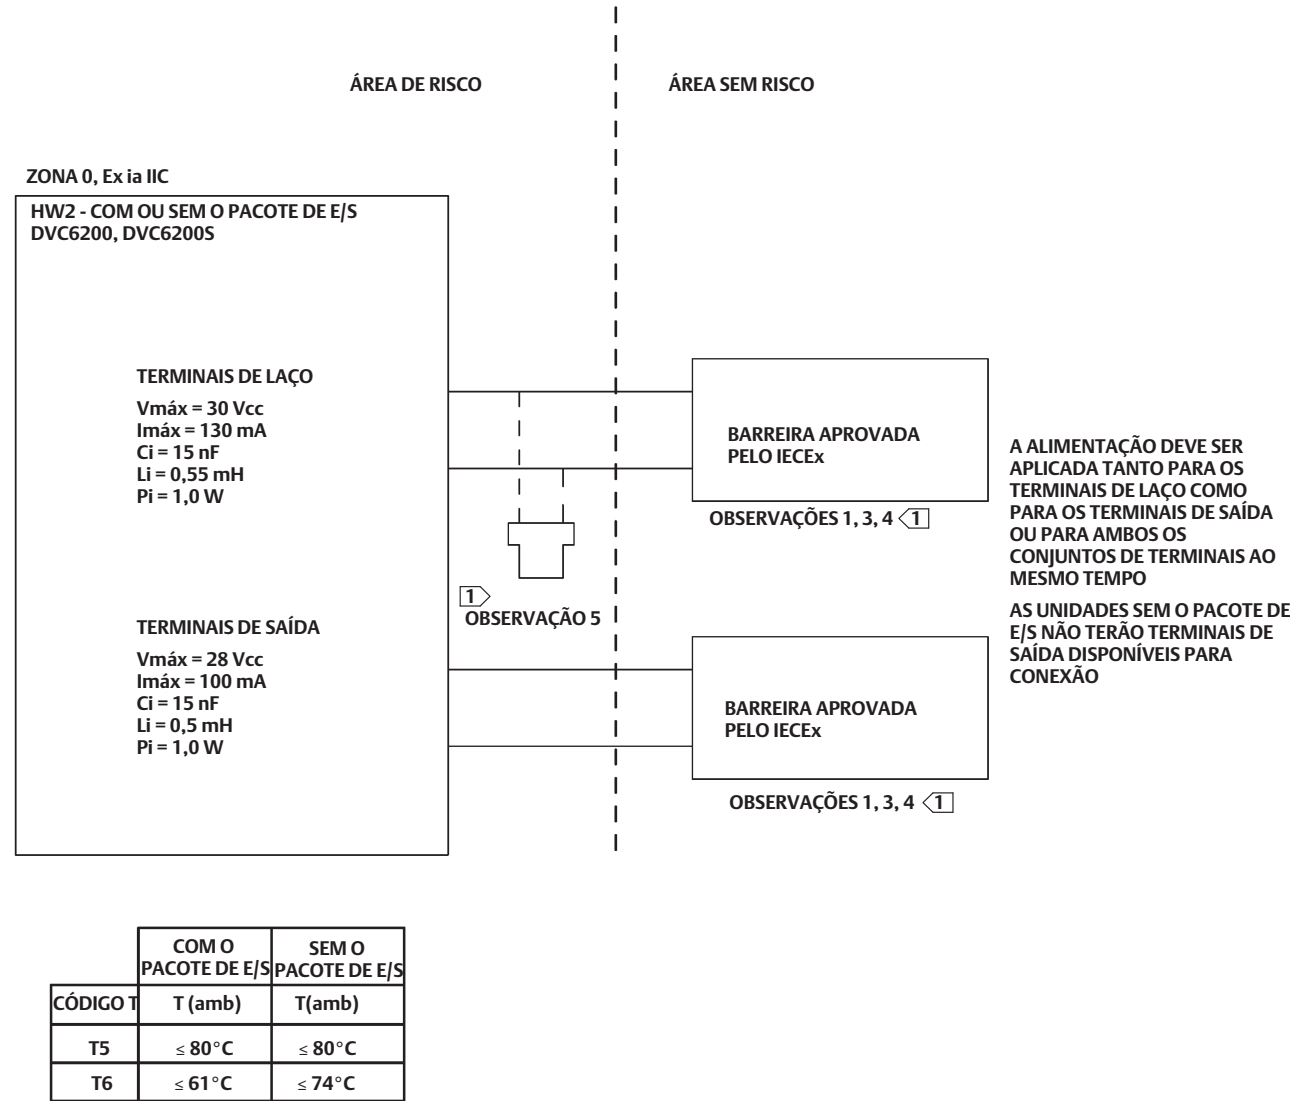 ÁREA DE RISCO
ÁREA SEM RISCO
ZONA 0, Ex ia IIC
HW2 - COM OU SEM O PACOTE DE E/S
DVC6200, DVC6200S
TERMINAIS DE LAÇO
Vmáx = 30 Vcc
Imáx = 130 mA
Ci = 15 nF
Li = 0,55 mH
Pi = 1,0 W
BARREIRA APROVADA
PELO IECEx
OBSERVAÇÕES 1, 3, 4 1
1
OBSERVAÇÃO 5
TERMINAIS DE SAÍDA
Vmáx = 28 Vcc
Imáx = 100 mA
Ci = 15 nF
Li = 0,5 mH
Pi = 1,0 W
BARREIRA APROVADA
PELO IECEx
OBSERVAÇÕES 1, 3, 4 1
A ALIMENTAÇÃO DEVE SER
APLICADA TANTO PARA OS
TERMINAIS DE LAÇO COMO
PARA OS TERMINAIS DE SAÍDA
OU PARA AMBOS OS
CONJUNTOS DE TERMINAIS AO
MESMO TEMPO
AS UNIDADES SEM O PACOTE DE
E/S NÃO TERÃO TERMINAIS DE
SAÍDA DISPONÍVEIS PARA
CONEXÃO
COM O
PACOTE DE E/S
SEM O
PACOTE DE E/S
CÓDIGO T
T (amb)
T(amb)
T5
≤ 80°C
≤ 80°C
T6
≤ 61°C
≤ 74°C